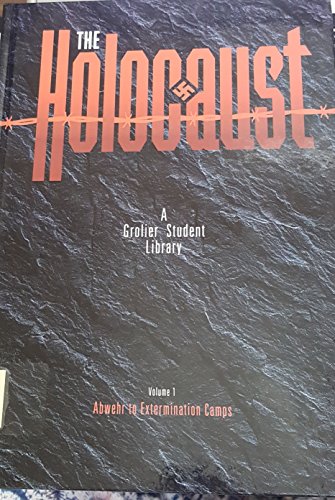 THE
Holocaust
A
Grolier Student
Library
Volume 1
Abwehr to Extermination Camps